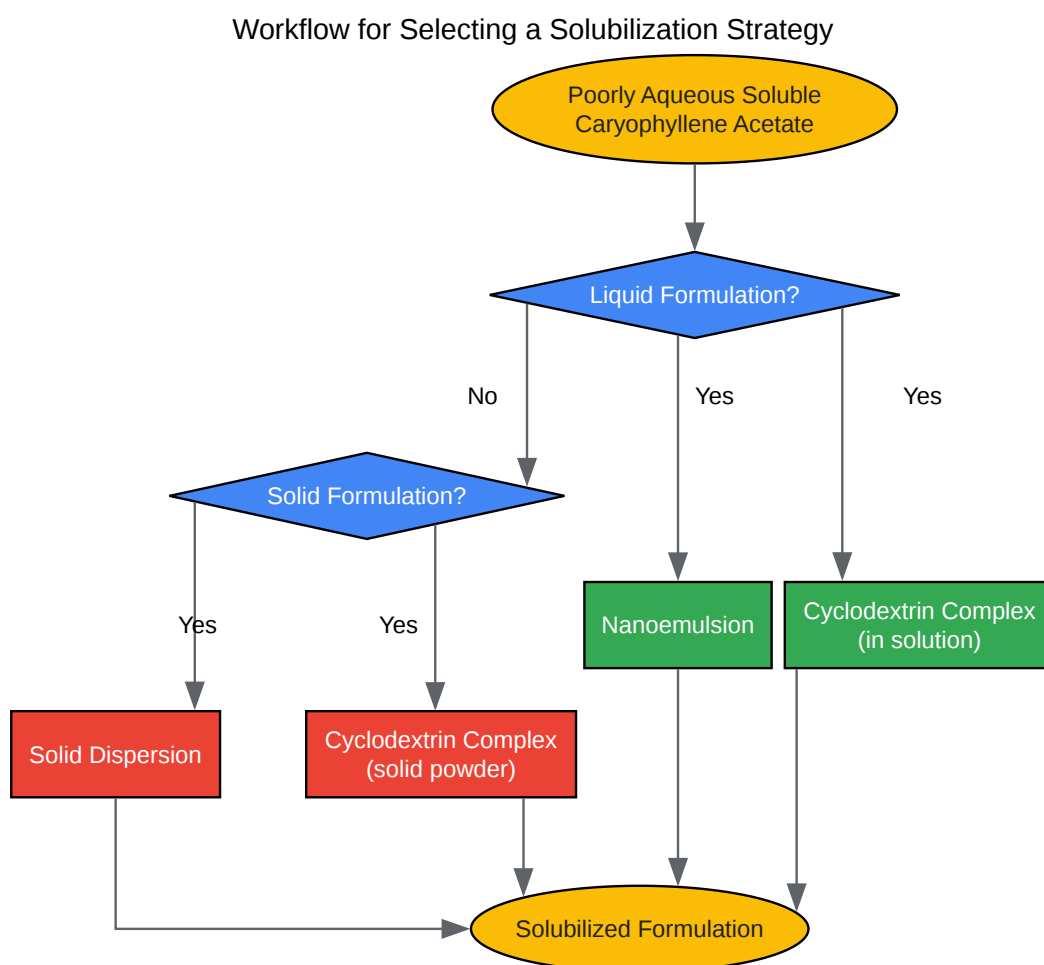 Workflow for Selecting a Solubilization Strategy
Poorly Aqueous Soluble
Caryophyllene Acetate
Liquid Formulation?
No
Yes
Yes
Solid Formulation?
Yes
Yes
Nanoemulsion
Cyclodextrin Complex
(in solution)
Solid Dispersion
Cyclodextrin Complex
(solid powder)
Solubilized Formulation